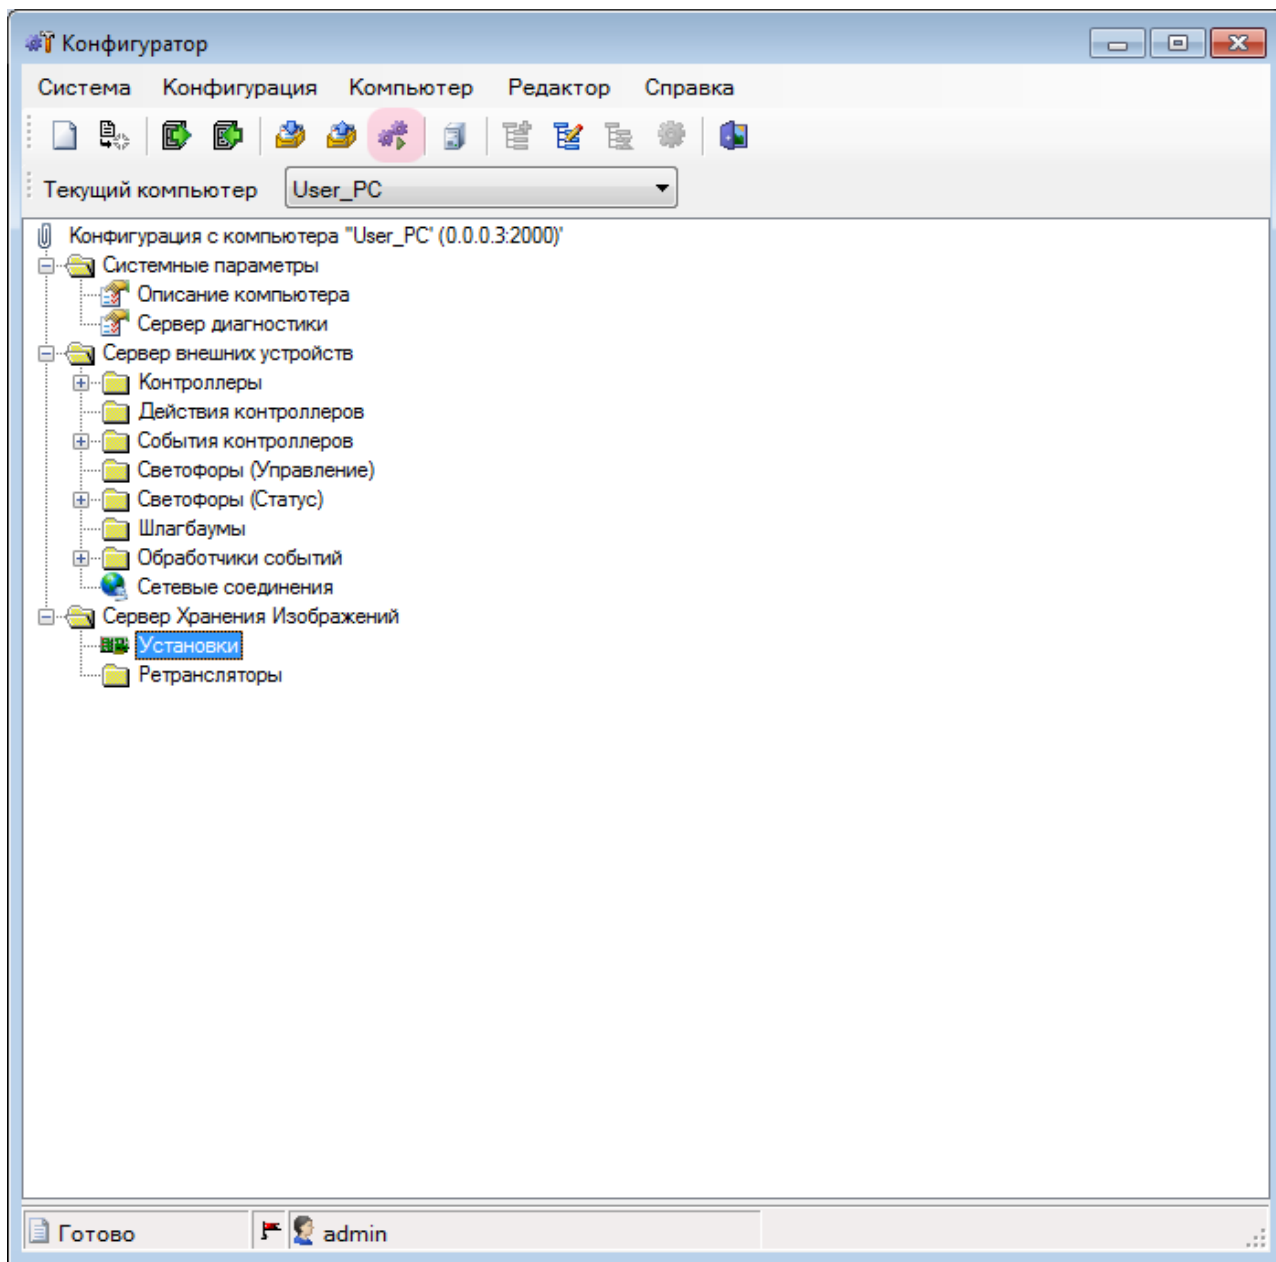 Конфигуратор
Система Конфигурация Компьютер Редактор Справка
Текущий компьютер User_PC
Конфигурация с компьютера "User_PC" (0.0.0.3:2000)'
Системные параметры
Описание компьютера
Сервер диагностики
Сервер внешних устройств
Контроллеры
Действия контроллеров
События контроллеров
Светофоры (Управление)
Светофоры (Статус)
Шлагбаумы
Обработчики событий
Сетевые соединения
Сервер Хранения Изображений
Установки
Ретрансляторы
Готово admin